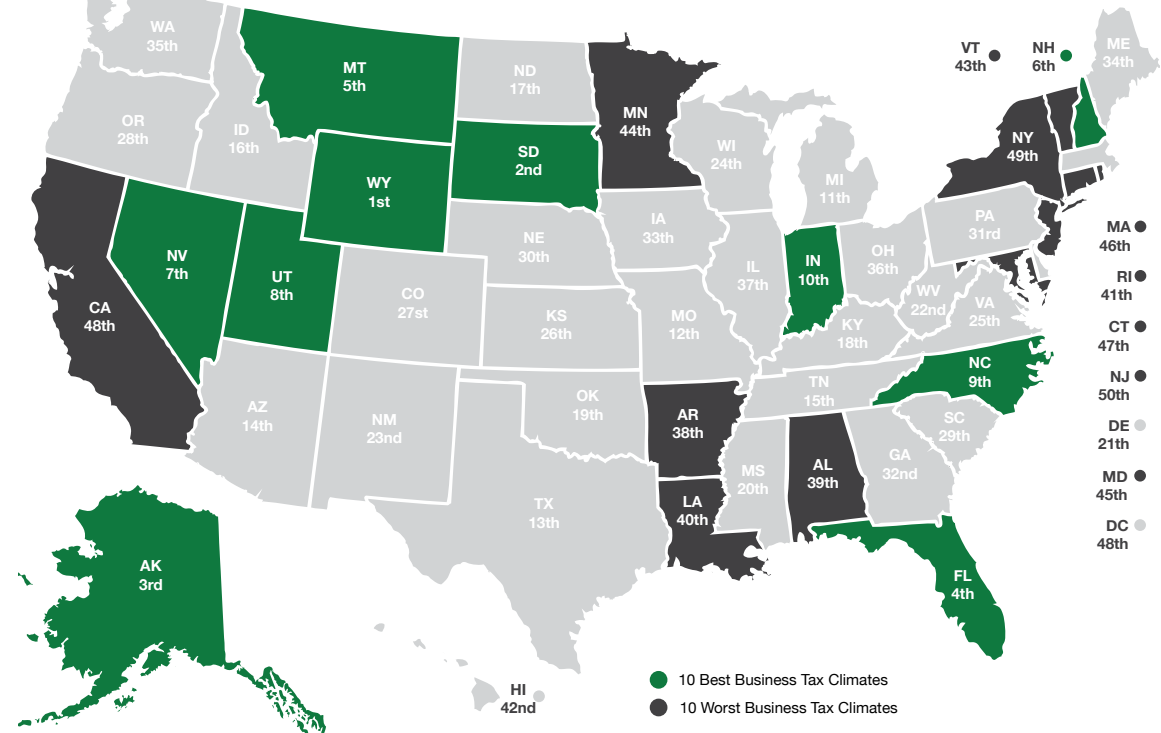 WA
35th
MT
5th
ND
17th
MN
44th
VT
43rd
NH
6th
ME
34th
OR
28th
ID
16th
SD
2nd
WI
24th
NY
49th
WY
1st
MI
11th
IA
33th
PA
31rd
MA
46th
NV
7th
UT
8th
NE
30th
IL
37th
IN
10th
OH
36th
RI
41th
CA
48th
CO
27st
KS
26th
MO
12th
WV
22nd
VA
25th
KY
18th
CT
47th
NC
9th
TN
15th
NJ
50th
AZ
14th
NM
23nd
OK
19th
AR
38th
SC
29th
DE
21th
MS
20th
AL
39th
GA
32nd
MD
45th
TX
13th
LA
40th
DC
48th
AK
3rd
FL
4th
HI
42nd
10 Best Business Tax Climates
10 Worst Business Tax Climates